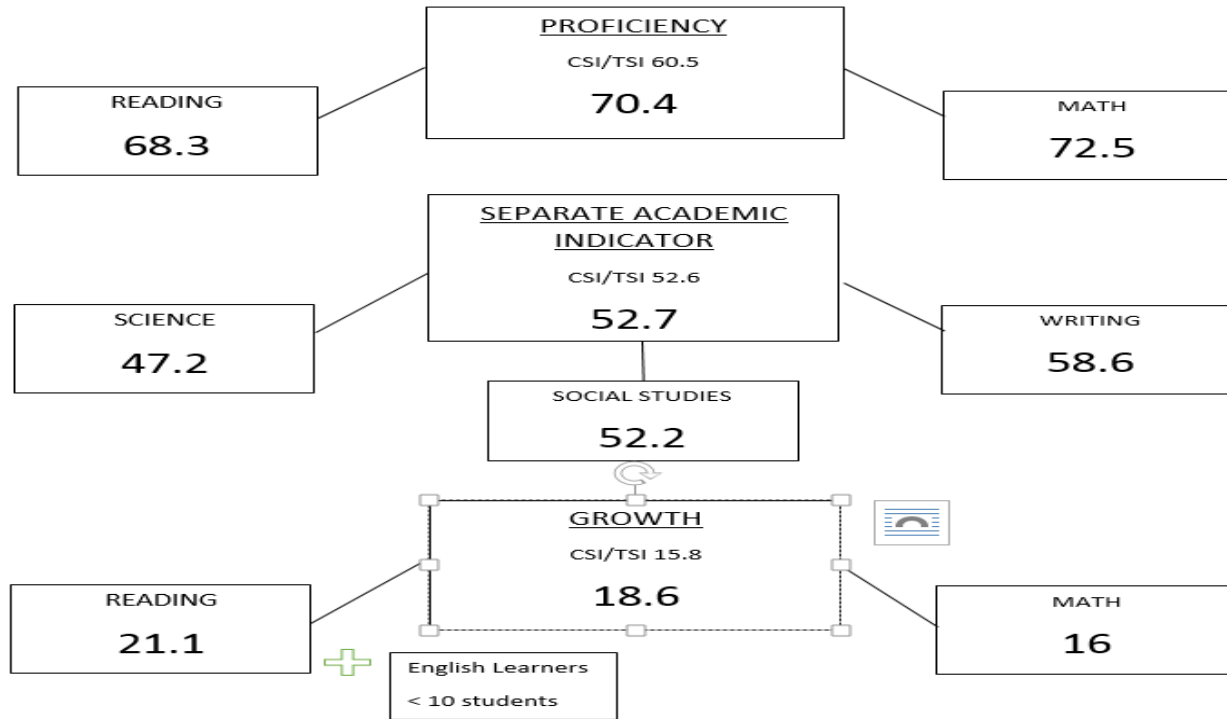 PROFICIENCY
CSI/TSI 60.5
70.4
READING
68.3
MATH
72.5
SEPARATE ACADEMIC
INDICATOR
CSI/TSI 52.6
52.7
SCIENCE
47.2
WRITING
58.6
SOCIAL STUDIES
52.2
GROWTH
CSI/TSI 15.8
18.6
READING
21.1
MATH
16
English Learners
< 10 students